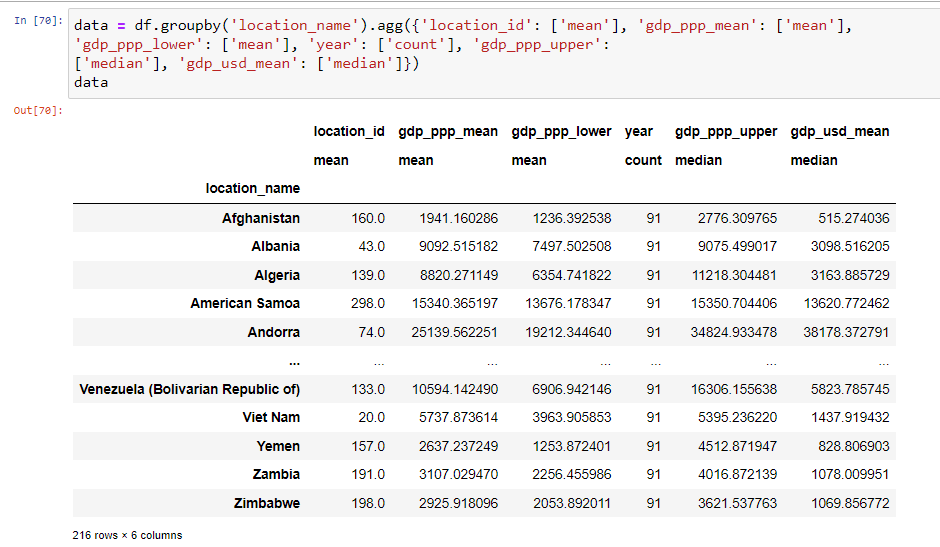 In [70]: data = df.groupby('location_name').agg({'location_id': ['mean'], 'gdp_ppp_mean': ['mean'],
'gdp_ppp_lower': ['mean'], 'year': ['count'], 'gdp_ppp_upper':
['median'], 'gdp_usd_mean': ['median']})
data
Out[70]:
location_id gdp_ppp_mean gdp_ppp_lower year gdp_ppp_upper gdp_usd_mean
mean mean mean count median median
location_name
Afghanistan 160.0 1941.160286 1236.392538 91 2776.309765 515.274036
Albania 43.0 9092.515182 7497.502508 91 9075.499017 3098.516205
Algeria 139.0 8820.271149 6354.741822 91 11218.304481 3163.885729
American Samoa 298.0 15340.365197 13676.178347 91 15350.704406 13620.772462
Andorra 74.0 25139.562251 19212.344640 91 34824.933478 38178.372791
... ... ... ... ... ... ...
Venezuela (Bolivarian Republic of) 133.0 10594.142490 6906.942146 91 16306.155638 5823.785745
Viet Nam 20.0 5737.873614 3963.905853 91 5395.236220 1437.919432
Yemen 157.0 2637.237249 1253.872401 91 4512.871947 828.806903
Zambia 191.0 3107.029470 2256.455986 91 4016.872139 1078.009951
Zimbabwe 198.0 2925.918096 2053.892011 91 3621.537763 1069.856772
216 rows × 6 columns